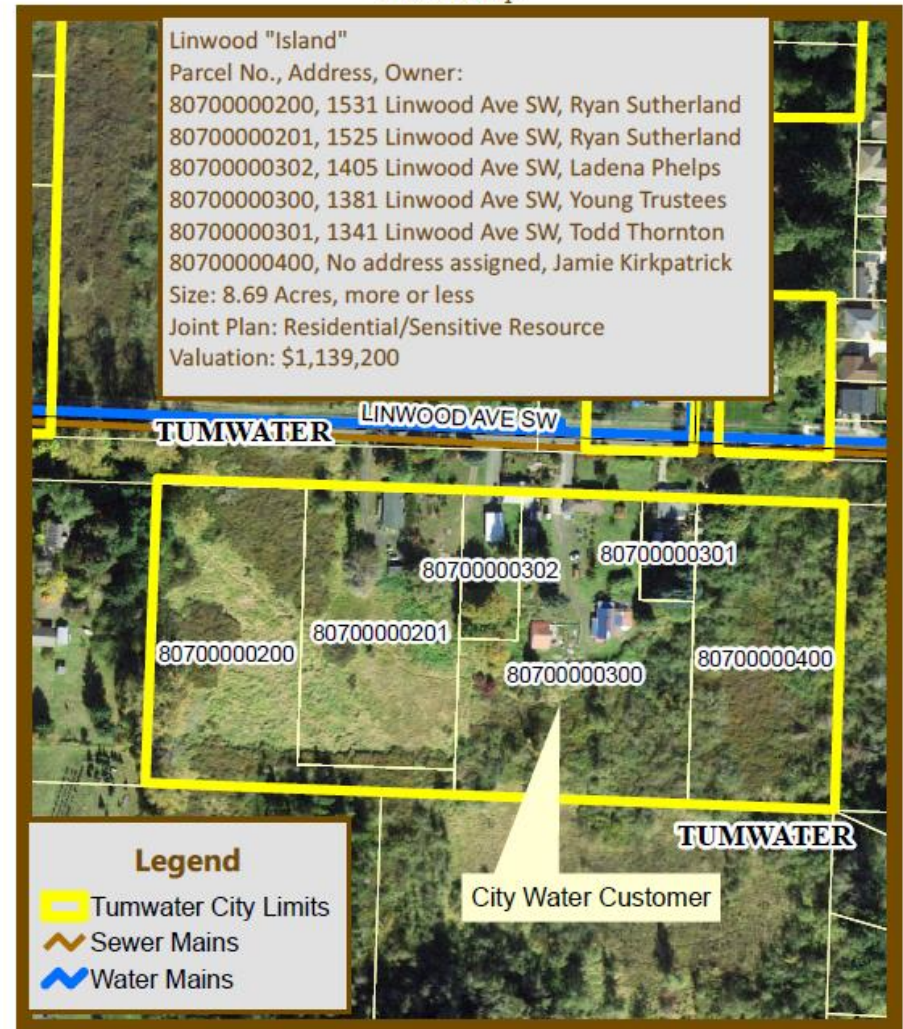 Linwood "Island"
Parcel No., Address, Owner:
80700000200, 1531 Linwood Ave SW, Ryan Sutherland
80700000201, 1525 Linwood Ave SW, Ryan Sutherland
80700000302, 1405 Linwood Ave SW, Ladena Phelps
80700000300, 1381 Linwood Ave SW, Young Trustees
80700000301, 1341 Linwood Ave SW, Todd Thornton
80700000400, No address assigned, Jamie Kirkpatrick
Size: 8.69 Acres, more or less
Joint Plan: Residential/Sensitive Resource
Valuation: $1,139,200
LINWOOD AVE SW
TUMWATER
80700000302
80700000301
80700000200
80700000201
80700000300
80700000400
TUMWATER
City Water Customer
Legend
Tumwater City Limits
Sewer Mains
Water Mains